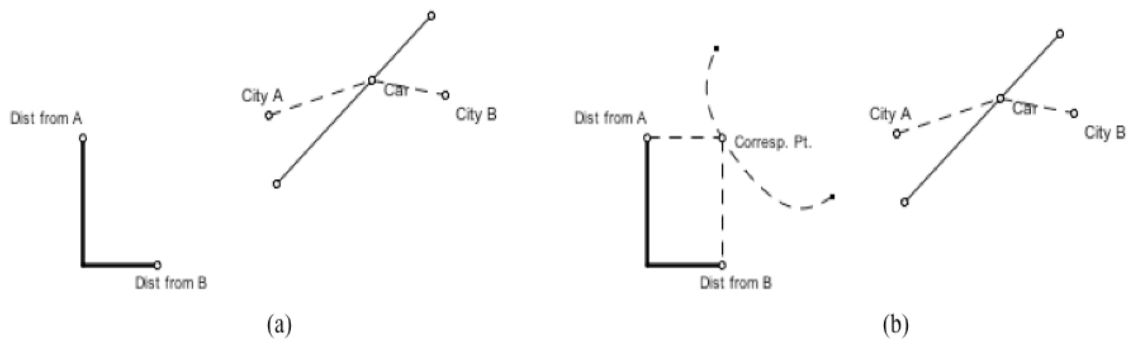 City A
Car
City B
Dist from A
Dist from B
(a)
City A
Car
City B
Dist from A
Corresp. Pt.
Dist from B
(b)